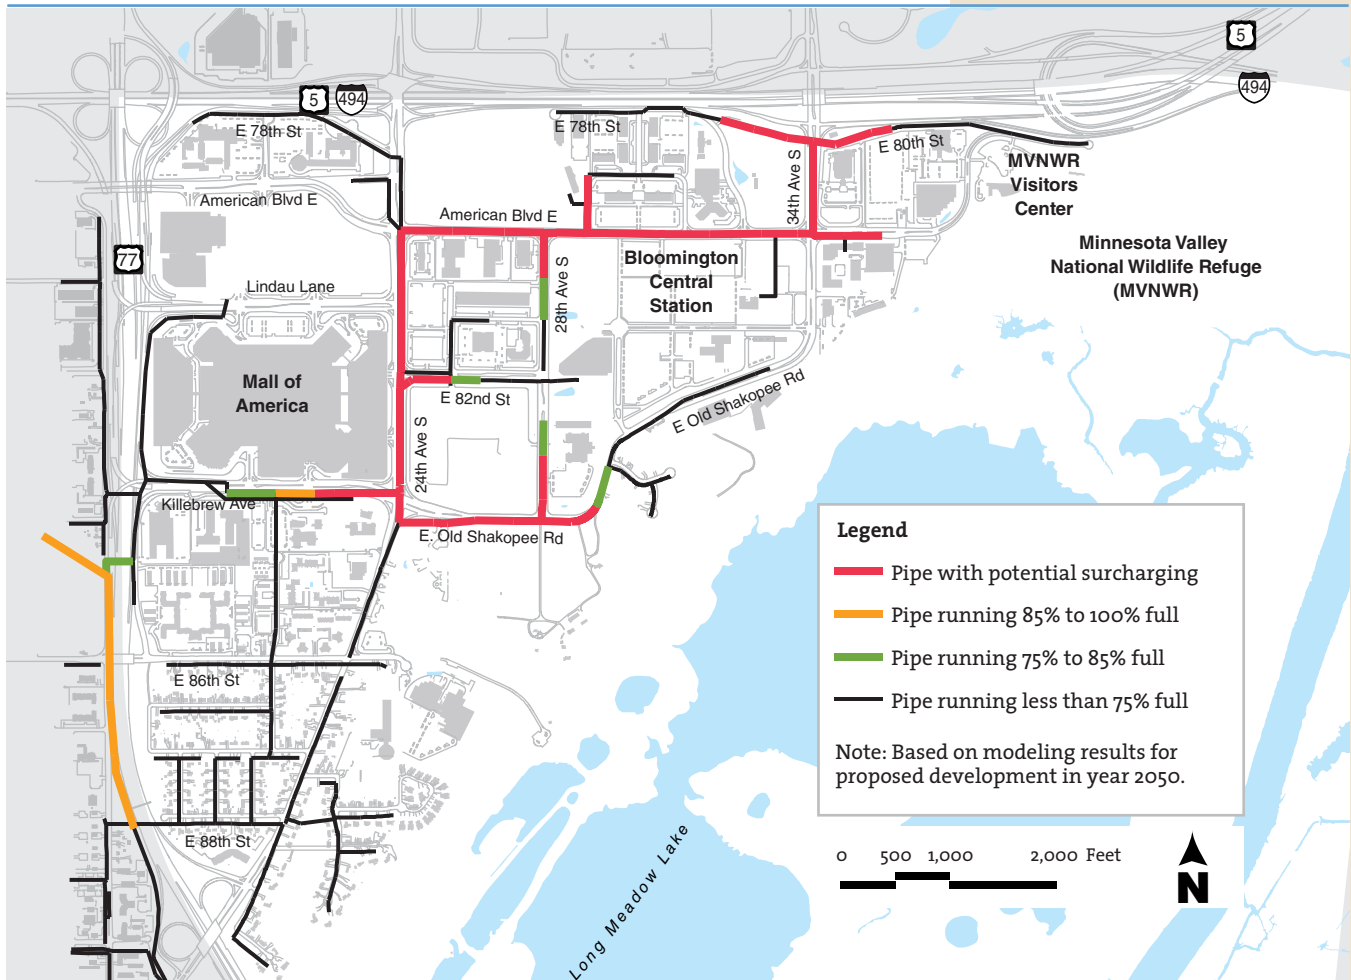 5
494
5
494
E 78th St
E 78th St
E 80th St
MVNWR
Visitors
Center
34th Ave S
American Blvd E
American Blvd E
Minnesota Valley
National Wildlife Refuge
(MVNWR)
77
Bloomington
Central
Station
28th Ave S
Lindau Lane
Mall of
America
E 82nd St
E Old Shakopee Rd
24th Ave S
Killebrew Ave
E. Old Shakopee Rd
Legend
Pipe with potential surcharging
Pipe running 85% to 100% full
Pipe running 75% to 85% full
Pipe running less than 75% full
Note: Based on modeling results for
proposed development in year 2050.
E 86th St
E 88th St
Long Meadow Lake
0 500 1,000 2,000 Feet
N